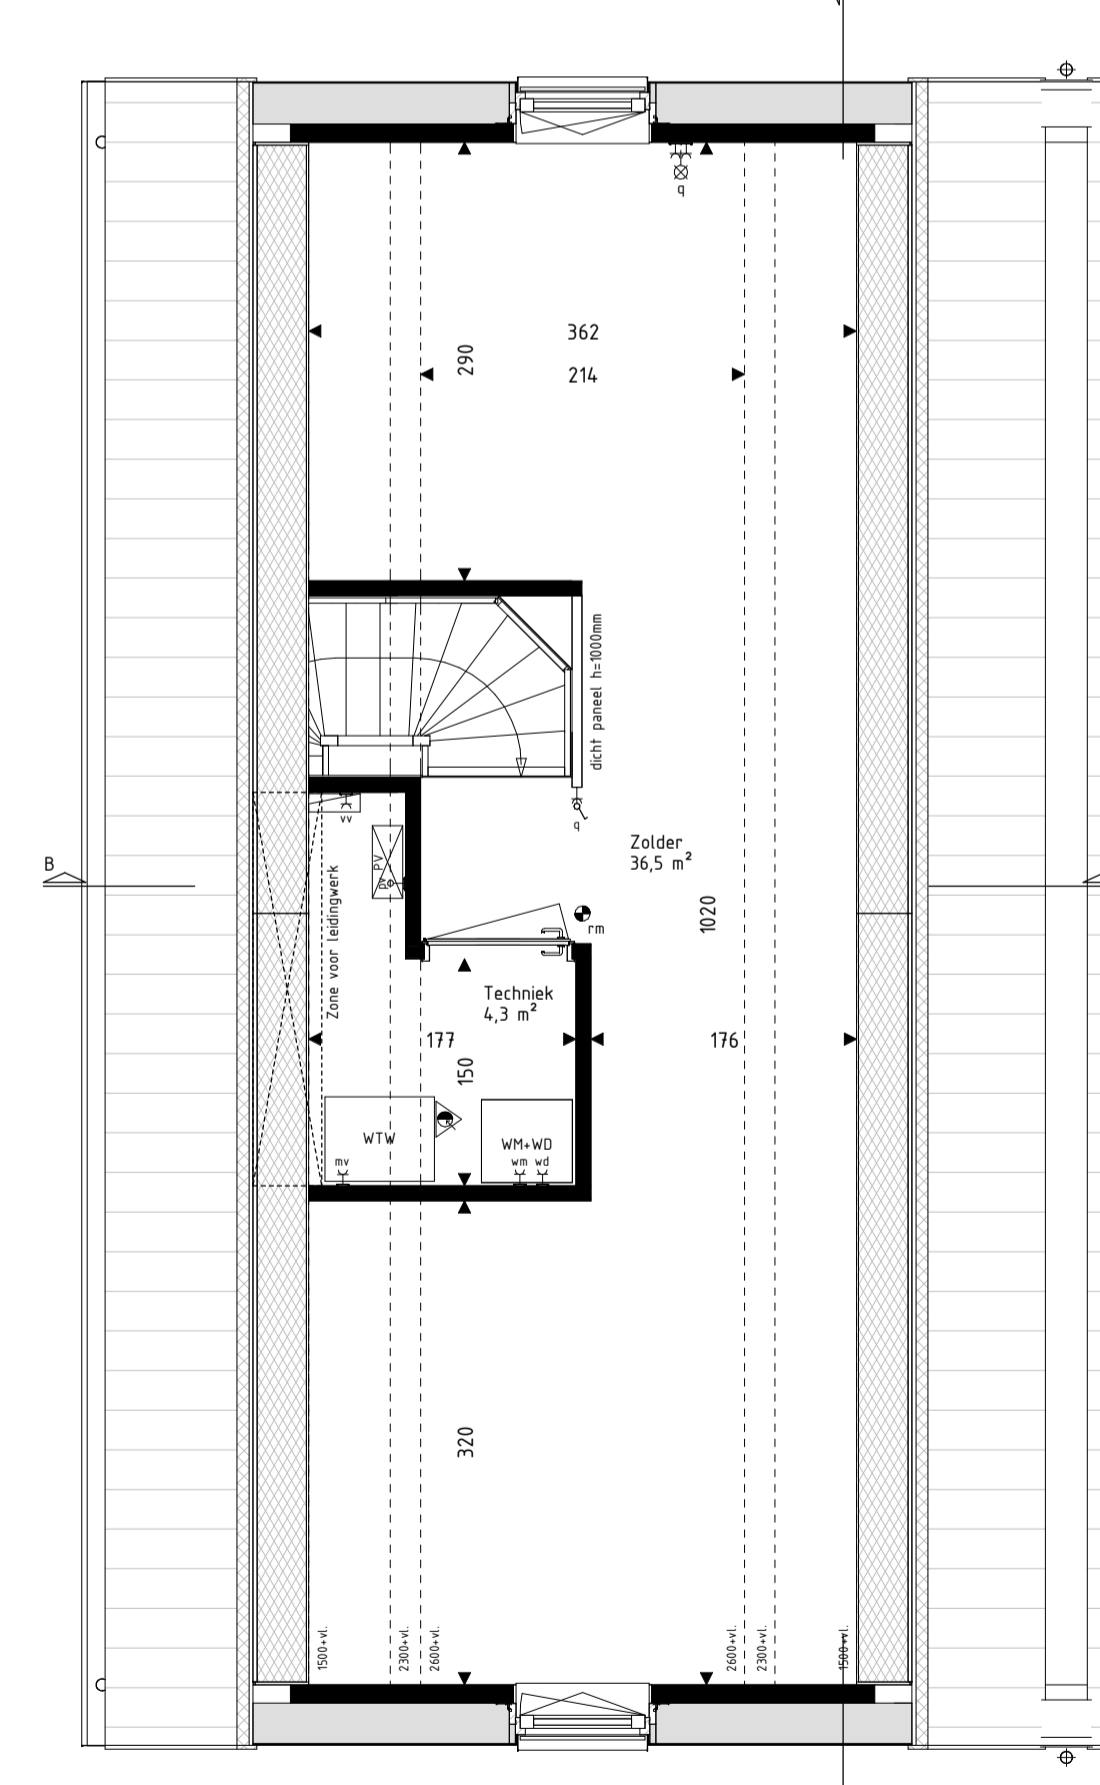 q
362
290
214
dicht paneel h=1000mm
vv
q
PV
pv
Zolder
36,5 m²
B
Zone voor leidingwerk
1020
rm
Techniek
4,3 m²
177
176
150
WTW
WM+WD
mv
wm
wd
320
1500+vl.
2300+vl.
2600+vl.
2600+vl.
2300+vl.
1500+vl.